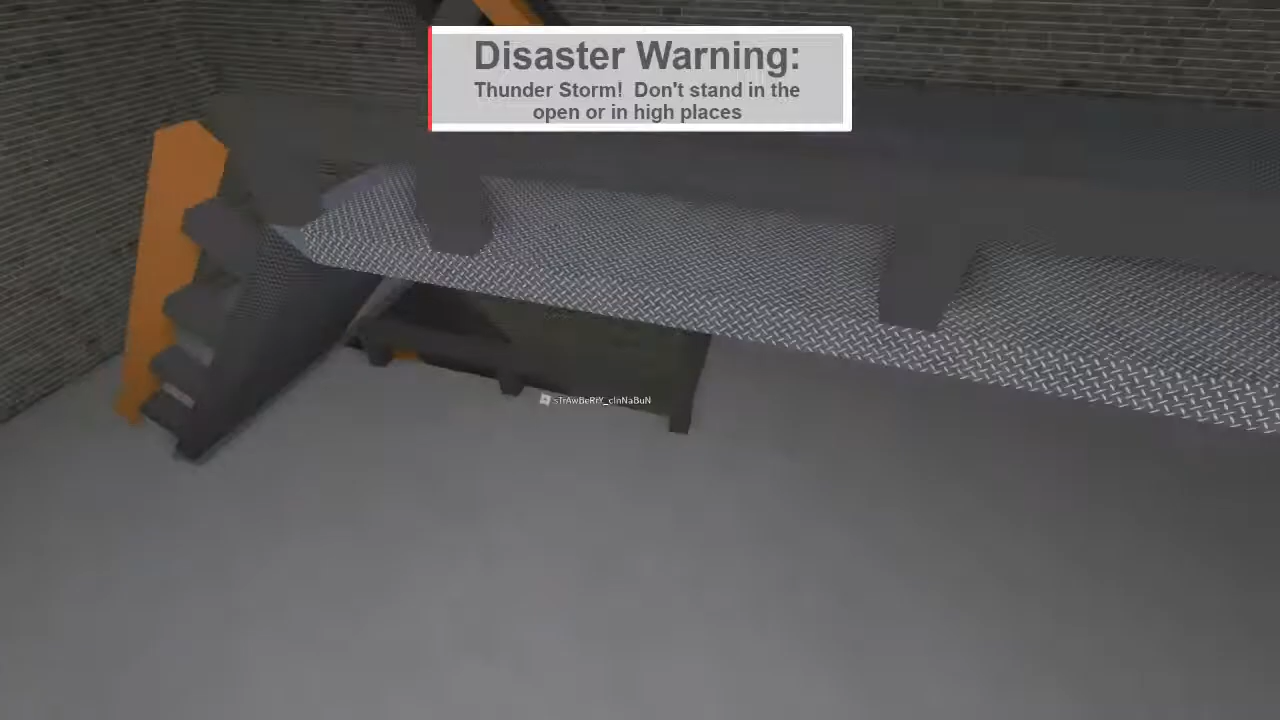 Disaster Warning:
Thunder Storm!  Don't stand in the
open or in high places
sTrAwBeRrY_cInNaBuN